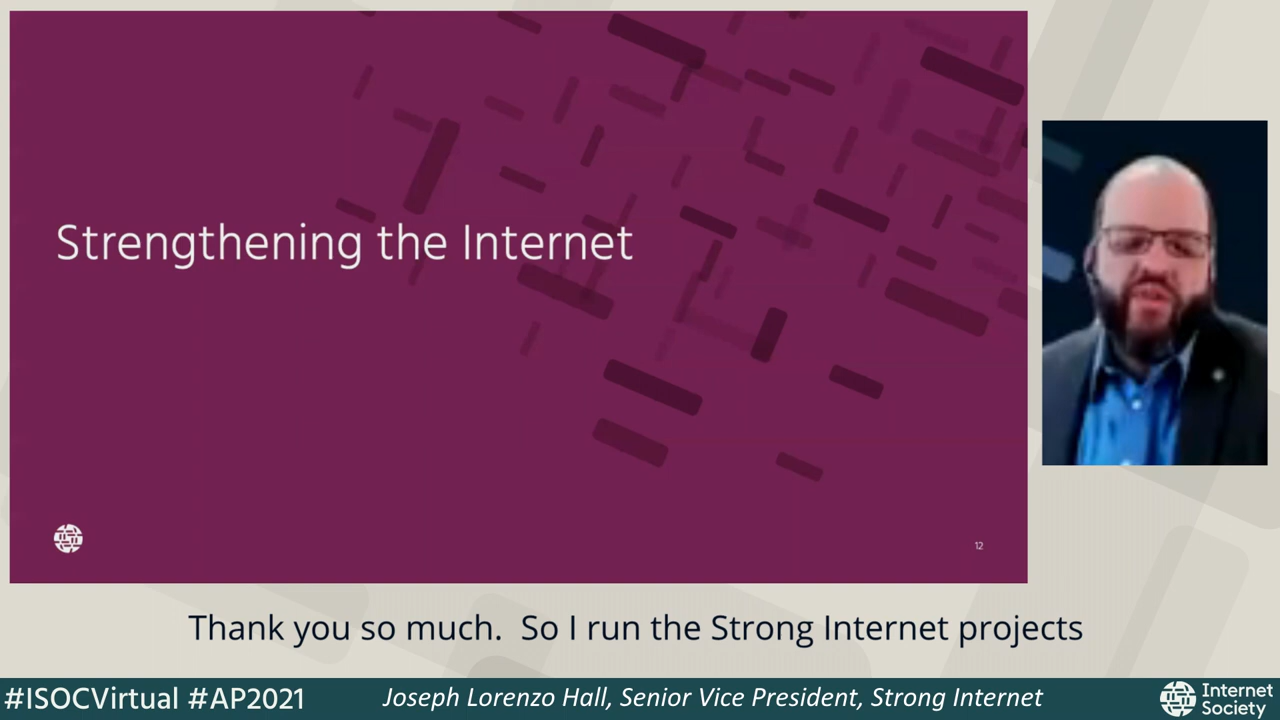 Strengthening the Internet
12
Thank you so much.  So I run the Strong Internet projects
#ISOCVirtual #AP2021
Joseph Lorenzo Hall, Senior Vice President, Strong Internet
Internet
Society